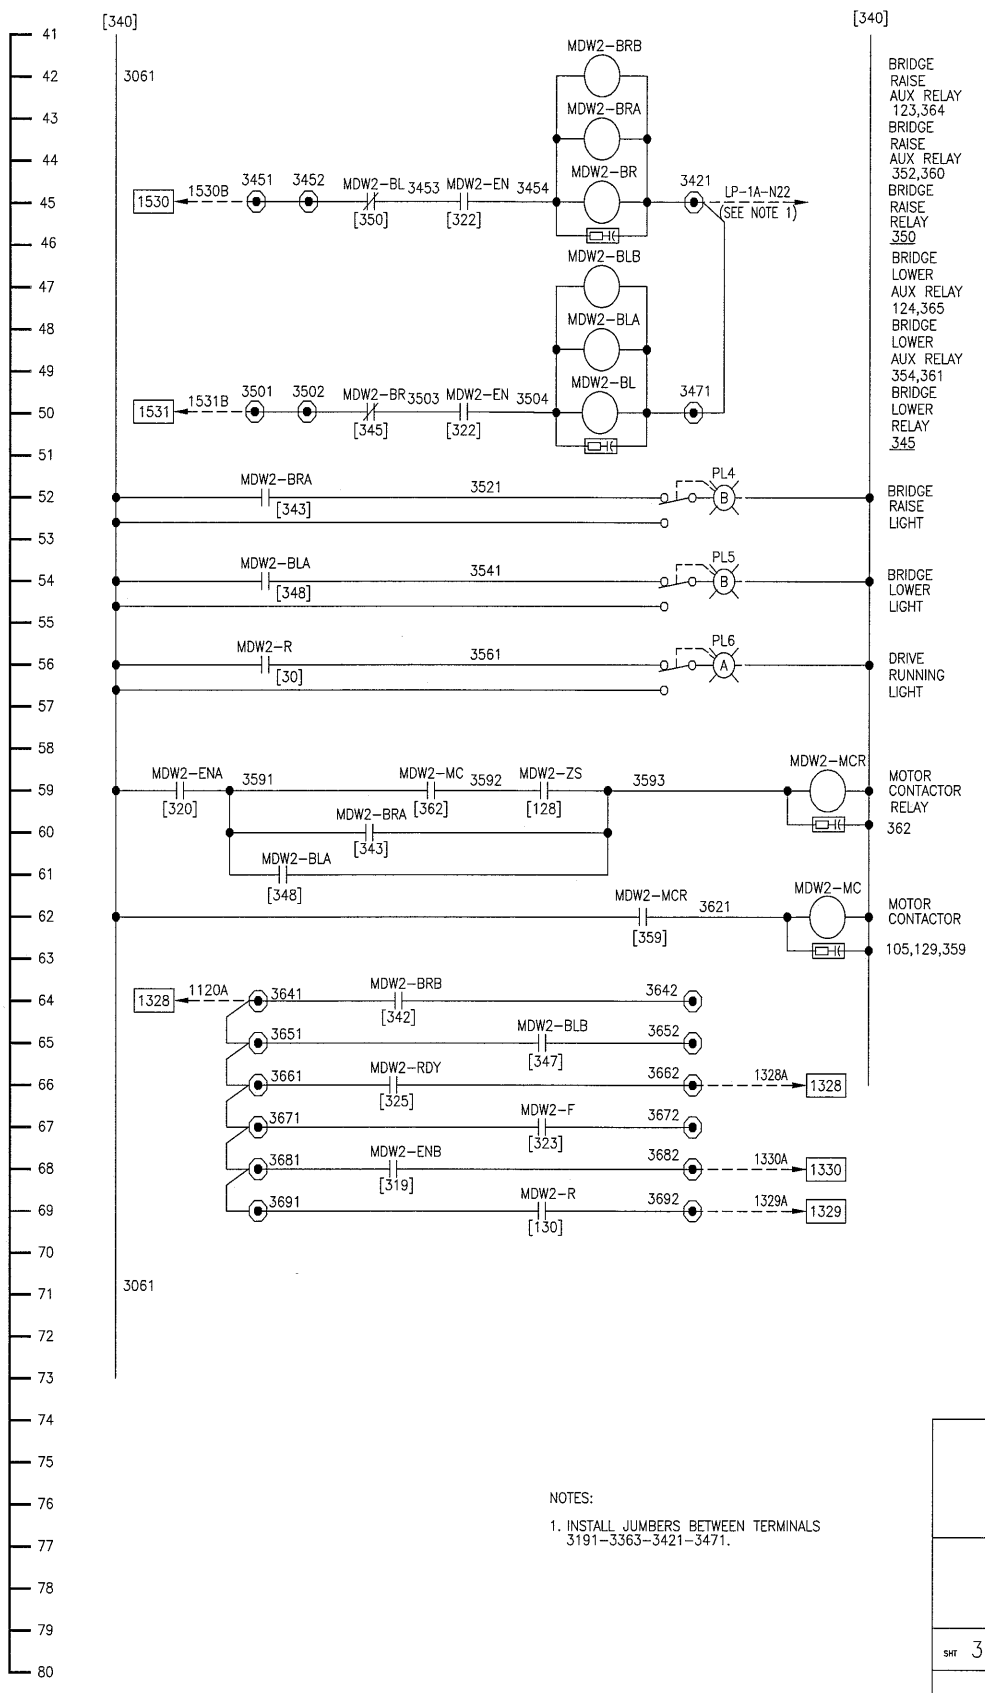 [340] [340]
41
42 3061 MDW2-BRB BRIDGE
RAISE
AUX RELAY
123,364
43 MDW2-BRA BRIDGE
RAISE
AUX RELAY
352,360
44 MDW2-BR BRIDGE
RAISE
RELAY
350
45 1530 1530B 3451 3452 MDW2-BL 3453 MDW2-EN 3454 3421 LP-1A-N22
[350] [322] (SEE NOTE 1)
46 MDW2-BLB BRIDGE
LOWER
AUX RELAY
124,365
47
48 MDW2-BLA BRIDGE
LOWER
AUX RELAY
354,361
49 MDW2-BL BRIDGE
LOWER
RELAY
345
50 1531 1531B 3501 3502 MDW2-BR 3503 MDW2-EN 3504 3471
[345] [322]
51
MDW2-BRA PL4
52 3521 B BRIDGE
RAISE
LIGHT
[343]
53
MDW2-BLA PL5
54 3541 B BRIDGE
LOWER
LIGHT
[348]
55
MDW2-R PL6
56 3561 A DRIVE
RUNNING
LIGHT
[30]
57
58
MDW2-ENA 3591 MDW2-MC 3592 MDW2-ZS 3593 MDW2-MCR
59 MOTOR
CONTACTOR
RELAY
362
[320] [362] [128]
60 MDW2-BRA
[343]
61 MDW2-BLA
[348]
MDW2-MCR 3621 MDW2-MC
62 MOTOR
CONTACTOR
[359]
63 105,129,359
64 1328 1120A 3641 MDW2-BRB 3642
[342]
65 3651 MDW2-BLB 3652
[347]
66 3661 MDW2-RDY 3662 1328A 1328
[325]
67 3671 MDW2-F 3672
[323]
68 3681 MDW2-ENB 3682 1330A 1330
[319]
69 3691 MDW2-R 3692 1329A 1329
[130]
70
71 3061
72
73
74
75
76 NOTES:
77 1. INSTALL JUMBERS BETWEEN TERMINALS
3191-3363-3421-3471.
78
79
SHT 3
80